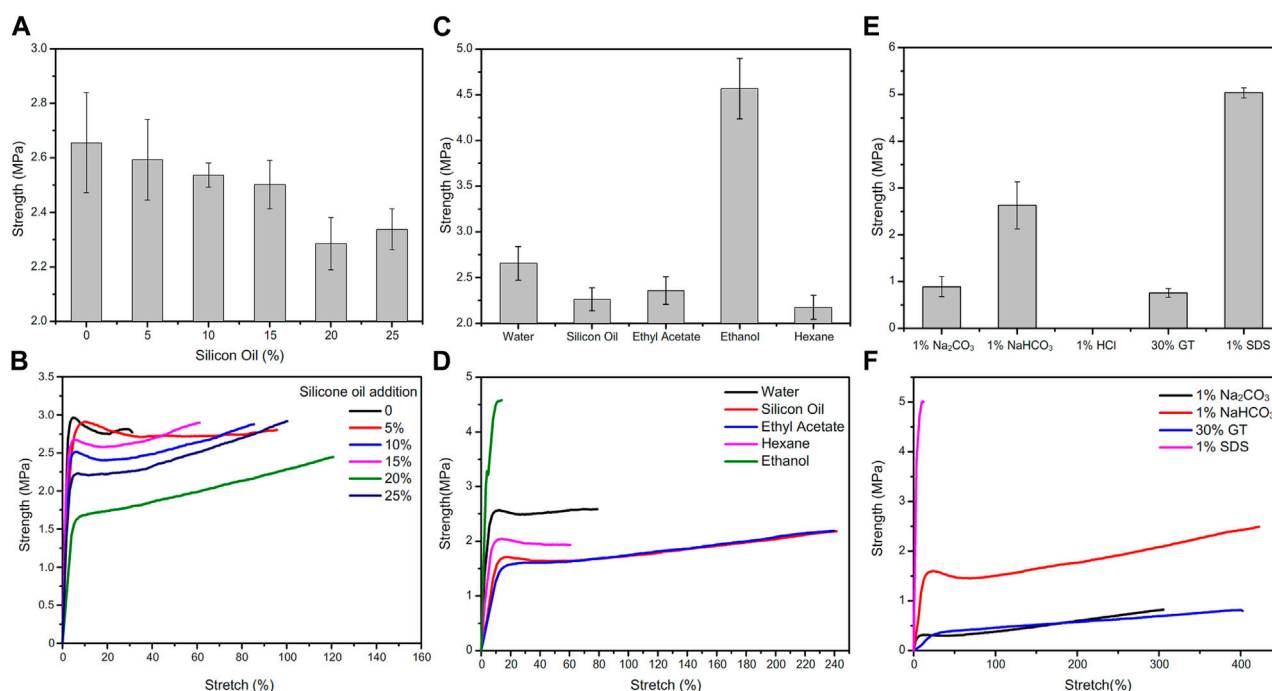 A
3.0
2.8
2.6
2.4
2.2
2.0
Strength (MPa)
0
5
10
15
20
25
Silicon Oil (%)
B
3.5
3.0
2.5
2.0
1.5
1.0
0.5
0
Strength (MPa)
Silicone oil addition
0
5%
10%
15%
20%
25%
0
20
40
60
80
100
120
140
160
Stretch (%)
C
5.0
4.5
4.0
3.5
3.0
2.5
2.0
Strength (MPa)
Water
Silicon Oil
Ethyl Acetate
Ethanol
Hexane
D
5
4
3
2
1
0
Strength(MPa)
Water
Silicon Oil
Ethyl Acetate
Hexane
Ethanol
0
20
40
60
80
100
120
140
160
180
200
220
240
Stretch (%)
E
6
5
4
3
2
1
0
Strength (MPa)
1% Na₂CO₃
1% NaHCO₃
1% HCl
30% GT
1% SDS
F
5
4
3
2
1
0
Strength (MPa)
1% Na₂CO₃
1% NaHCO₃
30% GT
1% SDS
0
100
200
300
400
Stretch(%)